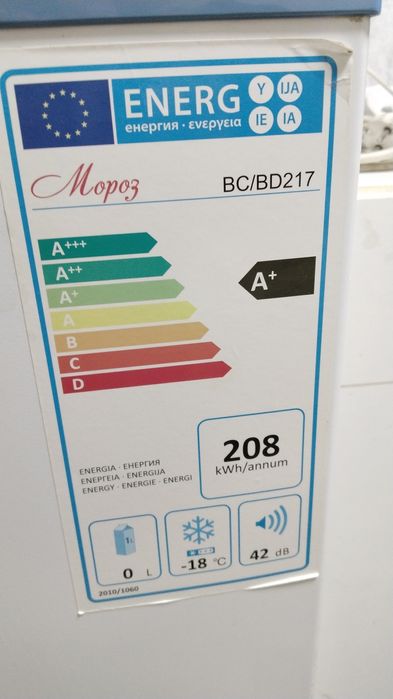 ENERG
енергия · ενεργεια
Y IJA
IE IA
Мороз BC/BD217
A+++
A++
A+
A
B
C
D
A+
208
kWh/annum
ENERGIA · ЕНЕРГИЯ
ΕΝΕΡΓΕΙΑ · ENERGIJA
ENERGY · ENERGIE · ENERGI
1L
0 L
-18 °C
42 dB
2010/1060